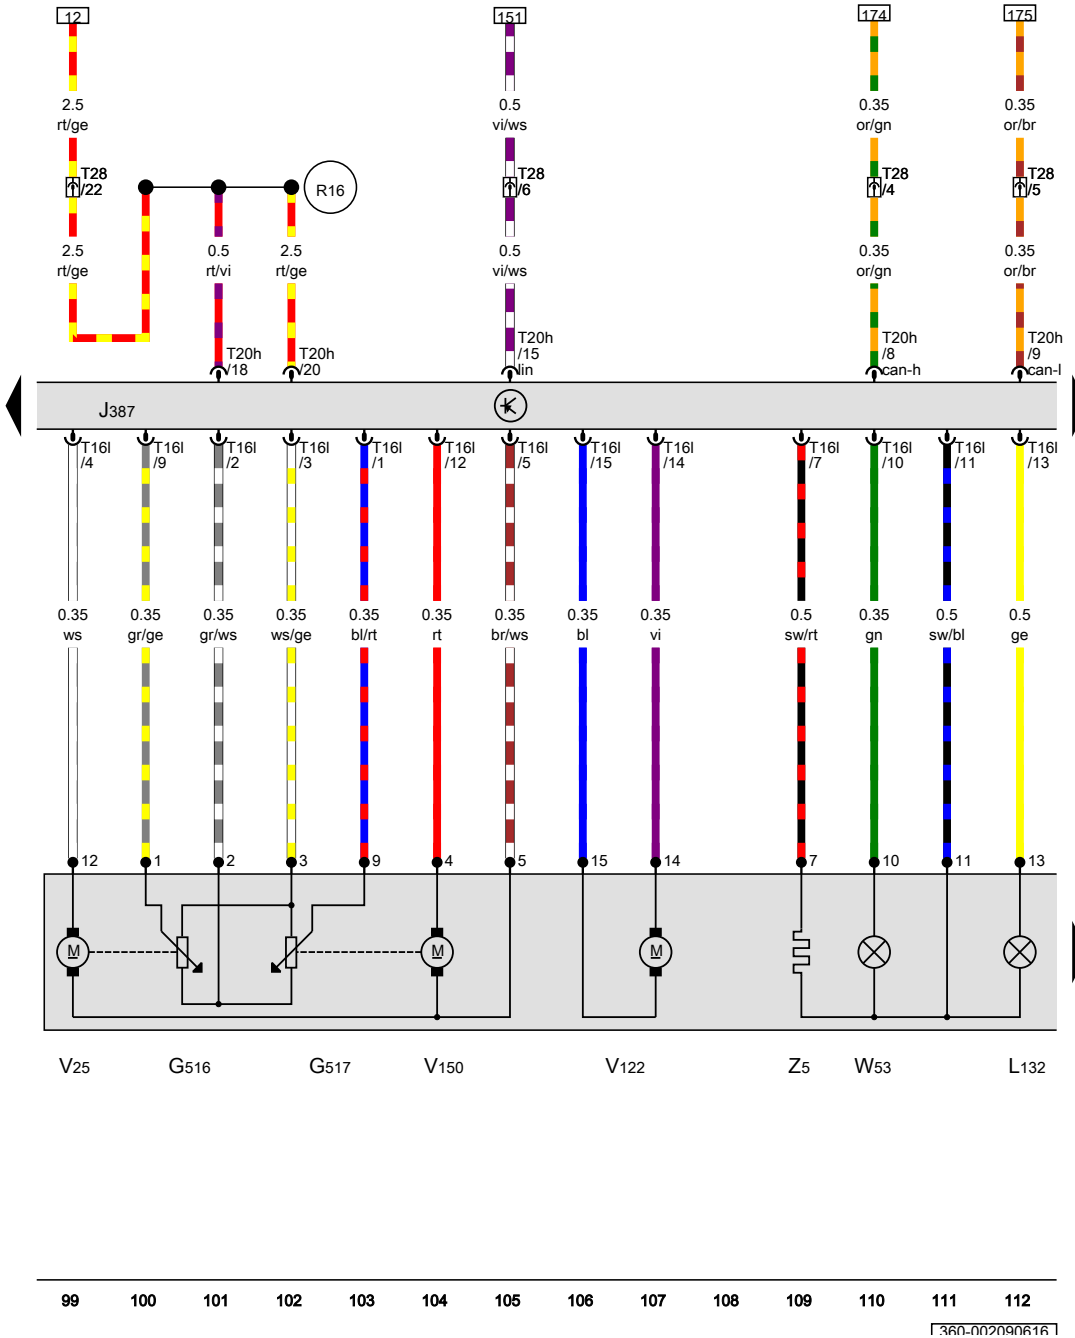 12 151 174 175
2.5 0.5 0.35 0.35
rt/ge vi/ws or/gn or/br
T28 T28 T28 T28
/22 /6 /4 /5
R16
2.5 0.5 2.5 0.5 0.35 0.35
rt/ge rt/vi rt/ge vi/ws or/gn or/br
T20h T20h T20h
/15 /8 /9
T20h T20h lin can-h can-l
/18 /20
J387
T16l T16l T16l T16l T16l T16l T16l T16l T16l T16l T16l T16l T16l
/4 /9 /2 /3 /1 /12 /5 /15 /14 /7 /10 /11 /13
0.35 0.35 0.35 0.35 0.35 0.35 0.35 0.35 0.35 0.5 0.35 0.5 0.5
ws gr/ge gr/ws ws/ge bl/rt rt br/ws bl vi sw/rt gn sw/bl ge
12 1 2 3 9 4 5 15 14 7 10 11 13
M M M
V25 G516 G517 V150 V122 Z5 W53 L132
99 100 101 102 103 104 105 106 107 108 109 110 111 112
360-002090616